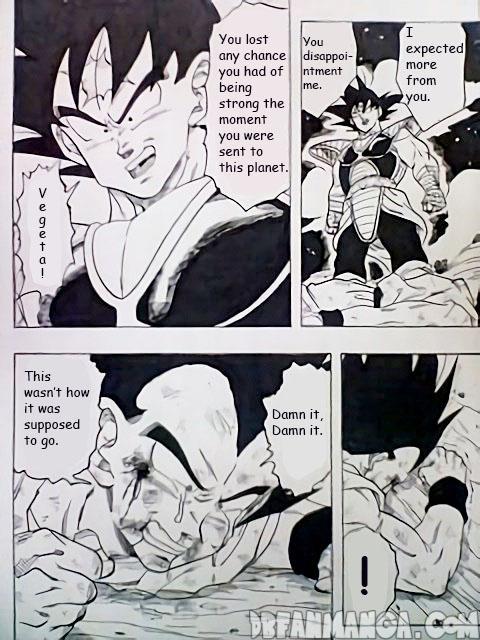 I
expected
more
from
you.
You
disappoi-
ntment
me.
You lost
any chance
you had of
being
strong the
moment
you were
sent to
this planet.
V
e
g
e
t
a
!
!
Damn it,
Damn it.
This
wasn't how
it was
supposed
to go.
DBFANMANGA.COM